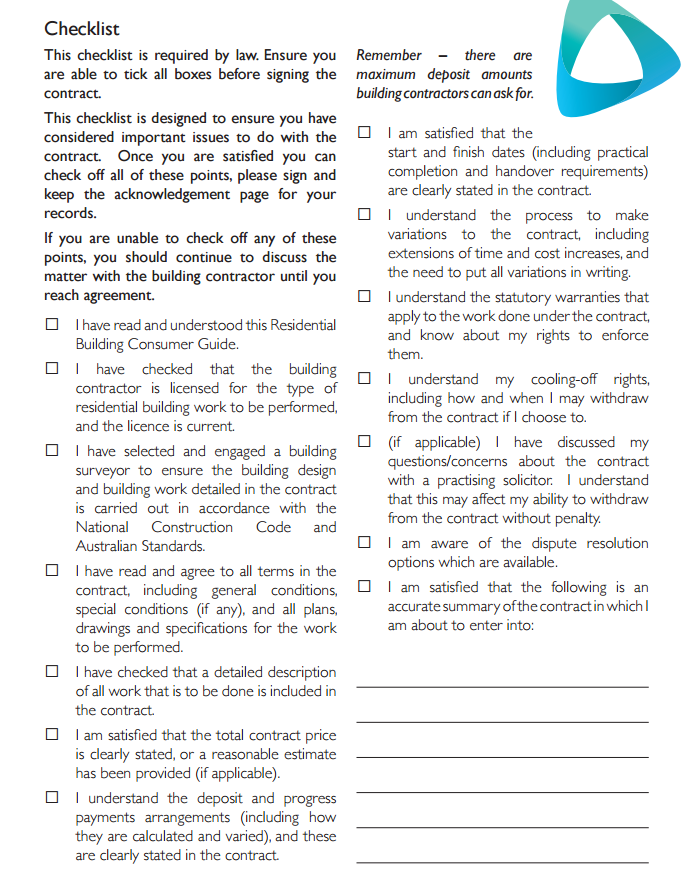 Checklist
This checklist is required by law. Ensure you
are able to tick all boxes before signing the
contract.
This checklist is designed to ensure you have
considered important issues to do with the
contract. Once you are satisfied you can
check off all of these points, please sign and
keep the acknowledgement page for your
records.
If you are unable to check off any of these
points, you should continue to discuss the
matter with the building contractor until you
reach agreement.
☐ I have read and understood this Residential
Building Consumer Guide.
☐ I have checked that the building
contractor is licensed for the type of
residential building work to be performed,
and the licence is current.
☐ I have selected and engaged a building
surveyor to ensure the building design
and building work detailed in the contract
is carried out in accordance with the
National Construction Code and
Australian Standards.
☐ I have read and agree to all terms in the
contract, including general conditions,
special conditions (if any), and all plans,
drawings and specifications for the work
to be performed.
☐ I have checked that a detailed description
of all work that is to be done is included in
the contract.
☐ I am satisfied that the total contract price
is clearly stated, or a reasonable estimate
has been provided (if applicable).
☐ I understand the deposit and progress
payments arrangements (including how
they are calculated and varied), and these
are clearly stated in the contract.
Remember – there are
maximum deposit amounts
building contractors can ask for.
☐ I am satisfied that the
start and finish dates (including practical
completion and handover requirements)
are clearly stated in the contract.
☐ I understand the process to make
variations to the contract, including
extensions of time and cost increases, and
the need to put all variations in writing.
☐ I understand the statutory warranties that
apply to the work done under the contract,
and know about my rights to enforce
them.
☐ I understand my cooling-off rights,
including how and when I may withdraw
from the contract if I choose to.
☐ (if applicable) I have discussed my
questions/concerns about the contract
with a practising solicitor. I understand
that this may affect my ability to withdraw
from the contract without penalty.
☐ I am aware of the dispute resolution
options which are available.
☐ I am satisfied that the following is an
accurate summary of the contract in which I
am about to enter into: